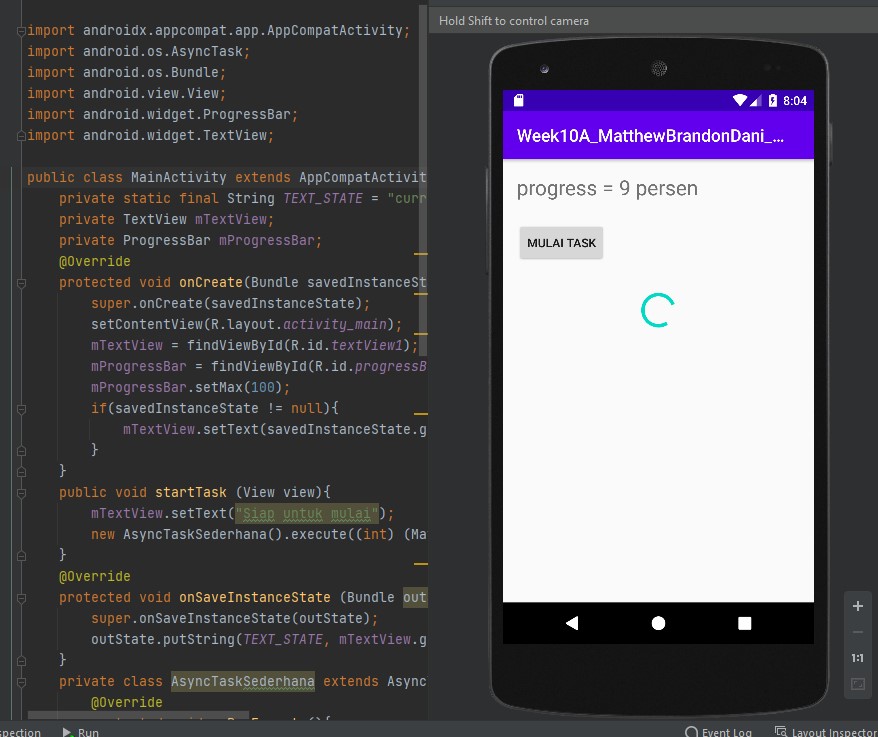 import androidx.appcompat.app.AppCompatActivity;
import android.os.AsyncTask;
import android.os.Bundle;
import android.view.View;
import android.widget.ProgressBar;
import android.widget.TextView;
public class MainActivity extends AppCompatActivit
private static final String TEXT_STATE = "curr
private TextView mTextView;
private ProgressBar mProgressBar;
@Override
protected void onCreate(Bundle savedInstanceSt
super.onCreate(savedInstanceState);
setContentView(R.layout.activity_main);
mTextView = findViewById(R.id.textView1);
mProgressBar = findViewById(R.id.progressB
mProgressBar.setMax(100);
if(savedInstanceState != null){
mTextView.setText(savedInstanceState.g
}
}
public void startTask (View view){
mTextView.setText("Siap untuk mulai");
new AsyncTaskSederhana().execute((int) (Ma
}
@Override
protected void onSaveInstanceState (Bundle out
super.onSaveInstanceState(outState);
outState.putString(TEXT_STATE, mTextView.g
}
private class AsyncTaskSederhana extends Async
@Override
Hold Shift to control camera
8:04
Week10A_MatthewBrandonDani_...
progress = 9 persen
MULAI TASK
1:1
spection Run Event Log Layout Inspector